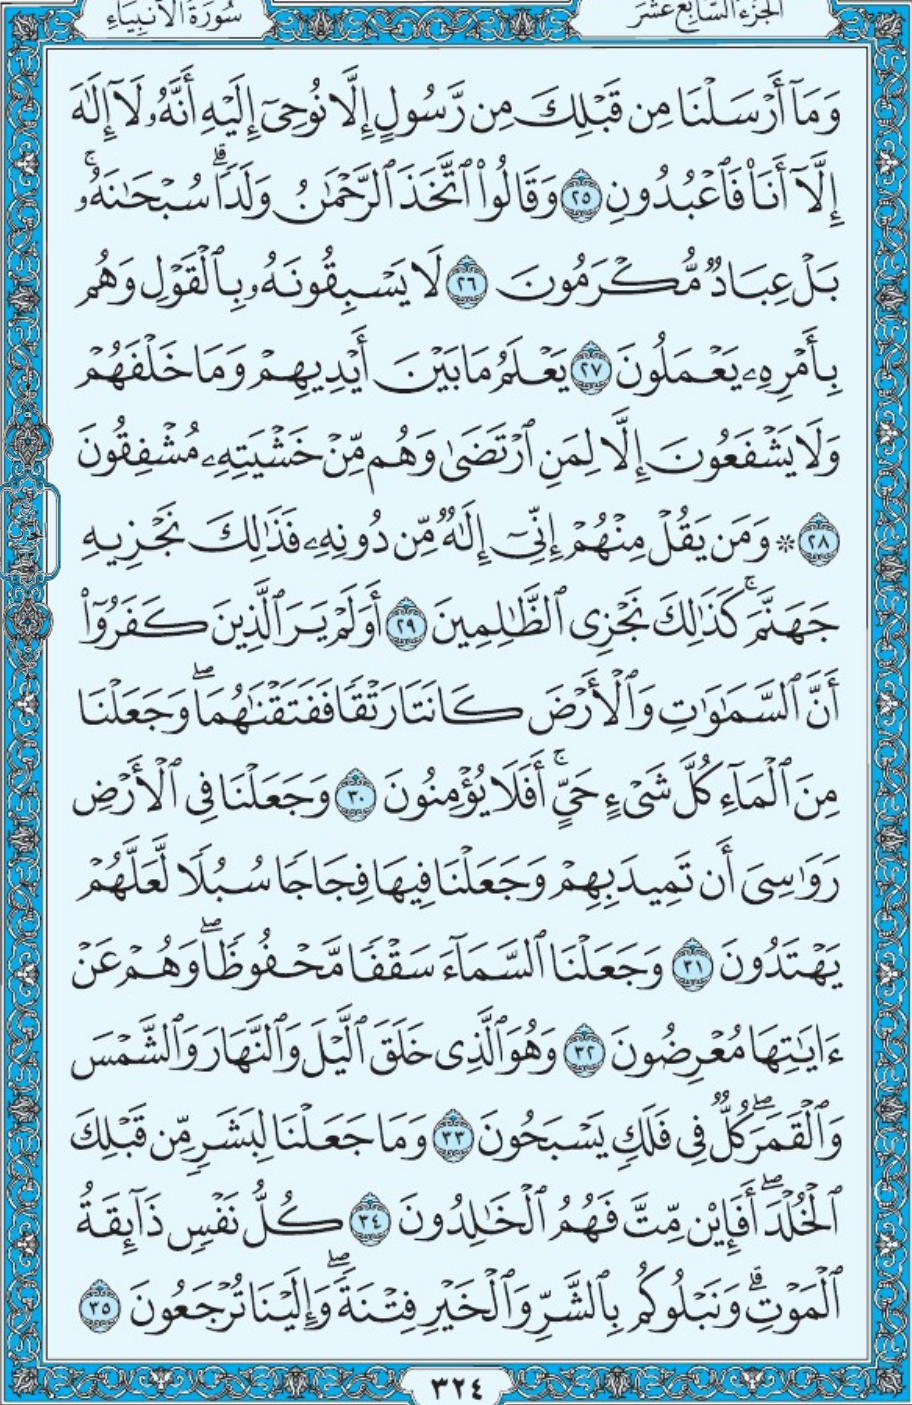 الجزء السابع عشر
سورة الأنبياء
وَمَآ أَرْسَلْنَا مِن قَبْلِكَ مِن رَّسُولٍ إِلَّا نُوحِىٓ إِلَيْهِ أَنَّهُۥ لَآ إِلَٰهَ
إِلَّآ أَنَا۠ فَٱعْبُدُونِ ٢٥ وَقَالُوا۟ ٱتَّخَذَ ٱلرَّحْمَٰنُ وَلَدًا ۗ سُبْحَٰنَهُۥ ۚ
بَلْ عِبَادٌ مُّكْرَمُونَ ٢٦ لَا يَسْبِقُونَهُۥ بِٱلْقَوْلِ وَهُم
بِأَمْرِهِۦ يَعْمَلُونَ ٢٧ يَعْلَمُ مَا بَيْنَ أَيْدِيهِمْ وَمَا خَلْفَهُمْ
وَلَا يَشْفَعُونَ إِلَّا لِمَنِ ٱرْتَضَىٰ وَهُم مِّنْ خَشْيَتِهِۦ مُشْفِقُونَ
٢٨ * وَمَن يَقُلْ مِنْهُمْ إِنِّىٓ إِلَٰهٌ مِّن دُونِهِۦ فَذَٰلِكَ نَجْزِيهِ
جَهَنَّمَ ۚ كَذَٰلِكَ نَجْزِى ٱلظَّٰلِمِينَ ٢٩ أَوَلَمْ يَرَ ٱلَّذِينَ كَفَرُوٓا۟
أَنَّ ٱلسَّمَٰوَٰتِ وَٱلْأَرْضَ كَانَتَا رَتْقًا فَفَتَقْنَٰهُمَا ۖ وَجَعَلْنَا
مِنَ ٱلْمَآءِ كُلَّ شَىْءٍ حَىٍّ ۚ أَفَلَا يُؤْمِنُونَ ٣٠ وَجَعَلْنَا فِى ٱلْأَرْضِ
رَوَٰسِىَ أَن تَمِيدَ بِهِمْ وَجَعَلْنَا فِيهَا فِجَاجًا سُبُلًا لَّعَلَّهُمْ
يَهْتَدُونَ ٣١ وَجَعَلْنَا ٱلسَّمَآءَ سَقْفًا مَّحْفُوظًا ۖ وَهُمْ عَنْ
ءَايَٰتِهَا مُعْرِضُونَ ٣٢ وَهُوَ ٱلَّذِى خَلَقَ ٱلَّيْلَ وَٱلنَّهَارَ وَٱلشَّمْسَ
وَٱلْقَمَرَ ۖ كُلٌّ فِى فَلَكٍ يَسْبَحُونَ ٣٣ وَمَا جَعَلْنَا لِبَشَرٍ مِّن قَبْلِكَ
ٱلْخُلْدَ ۖ أَفَإِي۟ن مِّتَّ فَهُمُ ٱلْخَٰلِدُونَ ٣٤ كُلُّ نَفْسٍ ذَآئِقَةُ
ٱلْمَوْتِ ۗ وَنَبْلُوكُم بِٱلشَّرِّ وَٱلْخَيْرِ فِتْنَةً ۖ وَإِلَيْنَا تُرْجَعُونَ ٣٥
٣٢٤